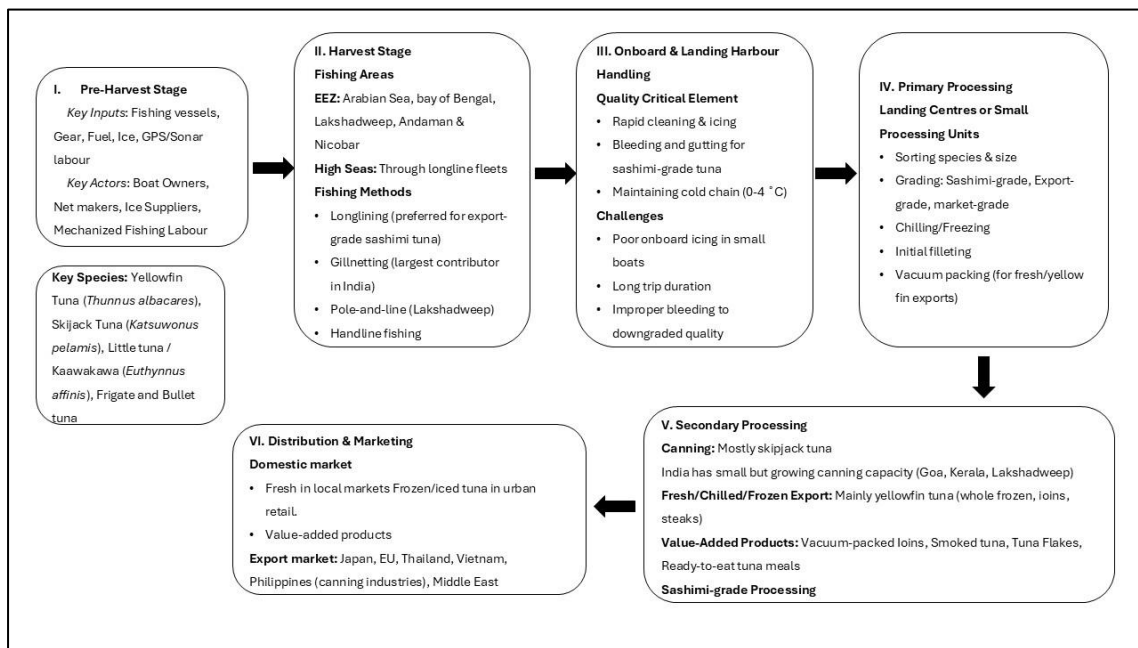 I. Pre-Harvest Stage
Key Inputs: Fishing vessels,
Gear, Fuel, Ice, GPS/Sonar
labour
Key Actors: Boat Owners,
Net makers, Ice Suppliers,
Mechanized Fishing Labour
Key Species: Yellowfin
Tuna (Thunnus albacares),
Skijack Tuna (Katsuwonus
pelamis), Little tuna /
Kaawakawa (Euthynnus
affinis), Frigate and Bullet
tuna
II. Harvest Stage
Fishing Areas
EEZ: Arabian Sea, bay of Bengal,
Lakshadweep, Andaman &
Nicobar
High Seas: Through longline fleets
Fishing Methods
• Longlining (preferred for export-
grade sashimi tuna)
• Gillnetting (largest contributor
in India)
• Pole-and-line (Lakshadweep)
• Handline fishing
III. Onboard & Landing Harbour
Handling
Quality Critical Element
• Rapid cleaning & icing
• Bleeding and gutting for
sashimi-grade tuna
• Maintaining cold chain (0-4 ˚C)
Challenges
• Poor onboard icing in small
boats
• Long trip duration
• Improper bleeding to
downgraded quality
IV. Primary Processing
Landing Centres or Small
Processing Units
• Sorting species & size
• Grading: Sashimi-grade, Export-
grade, market-grade
• Chilling/Freezing
• Initial filleting
• Vacuum packing (for fresh/yellow
fin exports)
V. Secondary Processing
Canning: Mostly skipjack tuna
India has small but growing canning capacity (Goa, Kerala, Lakshadweep)
Fresh/Chilled/Frozen Export: Mainly yellowfin tuna (whole frozen, ioins,
steaks)
Value-Added Products: Vacuum-packed Ioins, Smoked tuna, Tuna Flakes,
Ready-to-eat tuna meals
Sashimi-grade Processing
VI. Distribution & Marketing
Domestic market
• Fresh in local markets Frozen/iced tuna in urban
retail.
• Value-added products
Export market: Japan, EU, Thailand, Vietnam,
Philippines (canning industries), Middle East